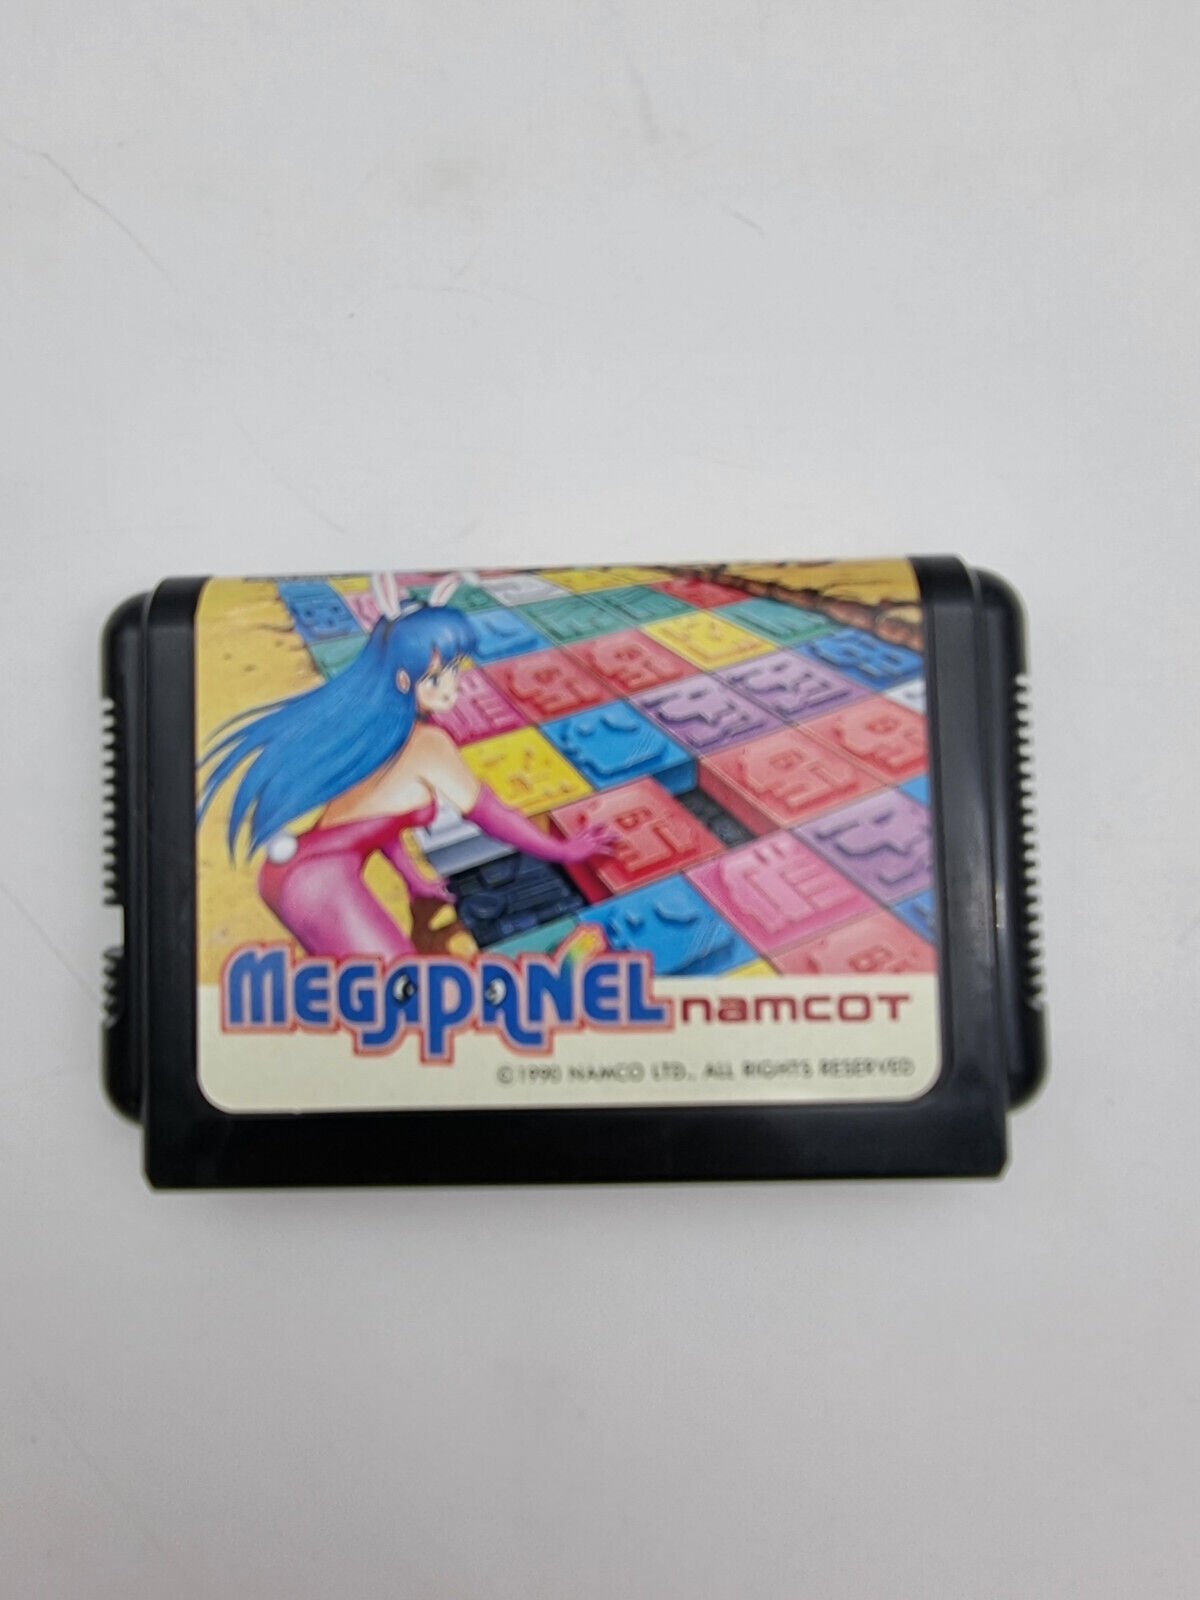 MEGAPANEL namcot
©1990 NAMCO LTD., ALL RIGHTS RESERVED